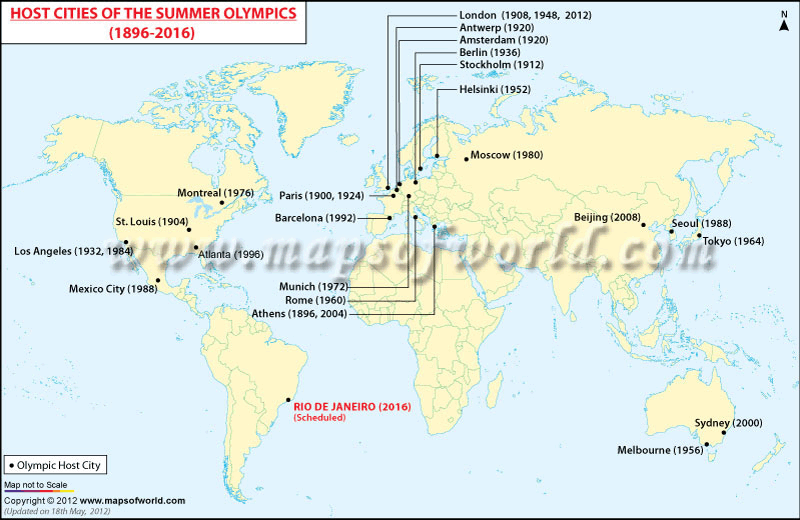 HOST CITIES OF THE SUMMER OLYMPICS
(1896-2016)
London (1908, 1948, 2012)
Antwerp (1920)
Amsterdam (1920)
Berlin (1936)
Stockholm (1912)
Helsinki (1952)
N
Moscow (1980)
Montreal (1976)
Paris (1900, 1924)
St. Louis (1904)
Barcelona (1992)
Beijing (2008)
Seoul (1988)
Tokyo (1964)
Los Angeles (1932, 1984)
Atlanta (1996)
www.mapsofworld.com
Mexico City (1988)
Munich (1972)
Rome (1960)
Athens (1896, 2004)
RIO DE JANEIRO (2016)
(Scheduled)
Sydney (2000)
Melbourne (1956)
Olympic Host City
Map not to Scale
Copyright © 2012 www.mapsofworld.com
(Updated on 18th May, 2012)